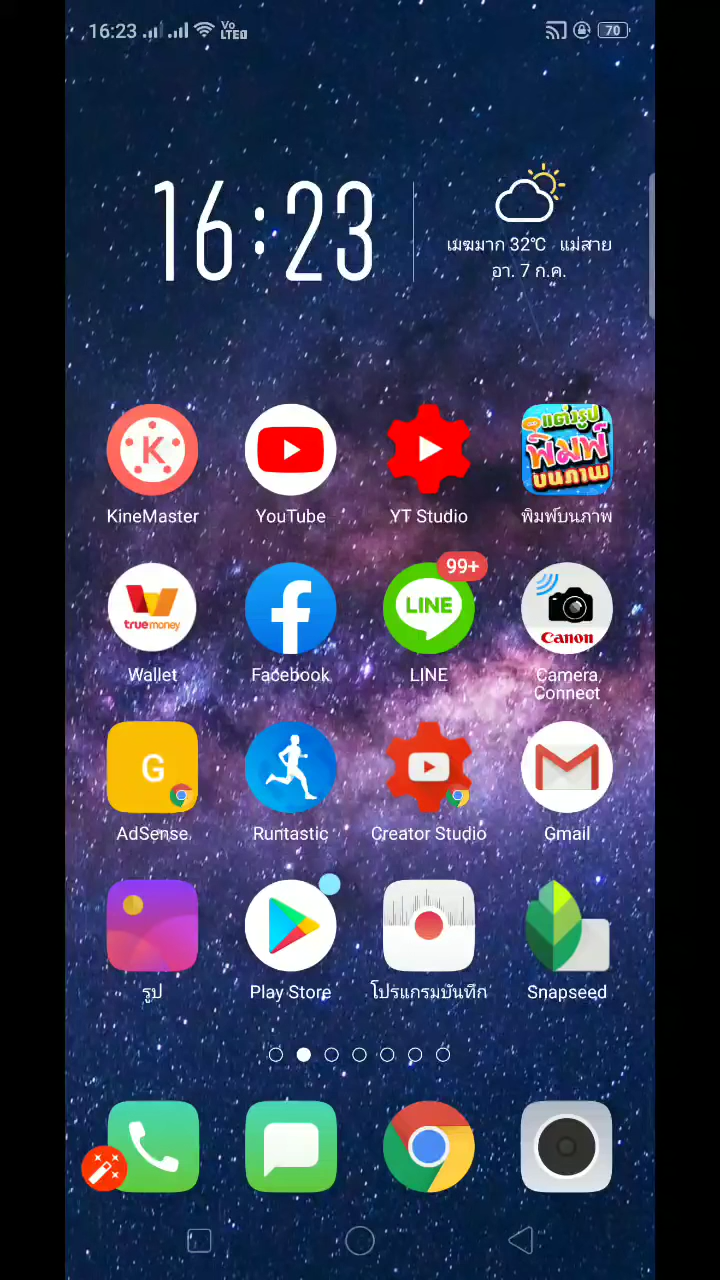 16:23
Vo
LTE
70
16:23
เมฆมาก 32℃ แม่สาย
อา. 7 ก.ค.
K
แต่งรูป
พิมพ์
บนภาพ
KineMaster
YouTube
YT Studio
พิมพ์บนภาพ
truemoney
LINE
99+
Canon
Wallet
Facebook
LINE
Camera
Connect
G
AdSense
Runtastic
Creator Studio
Gmail
รูป
Play Store
โปรแกรมบันทึก
Snapseed